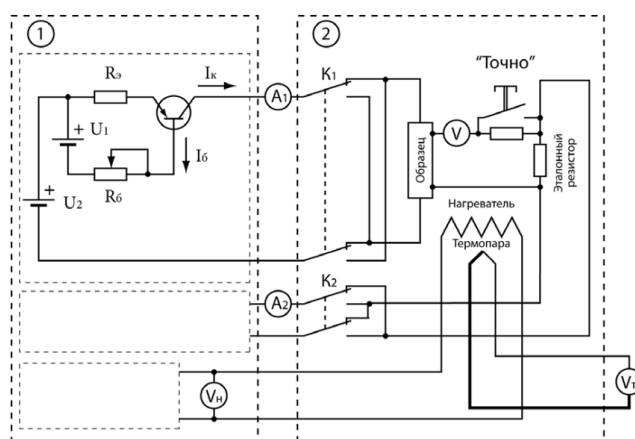 1
2
Rэ
Iк
A1
K1
"Точно"
U1
Iб
Rб
U2
V
Образец
Эталонный
резистор
Нагреватель
Термопара
K2
A2
Vн